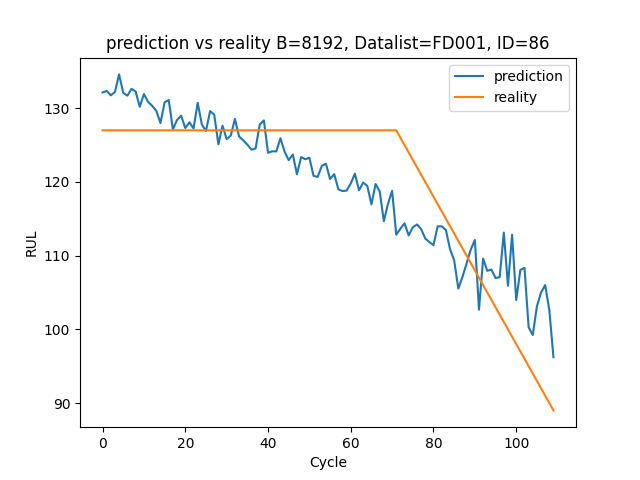 prediction vs reality B=8192, Datalist=FD001, ID=86
prediction
reality
RUL
130
120
110
100
90
0 20 40 60 80 100
Cycle